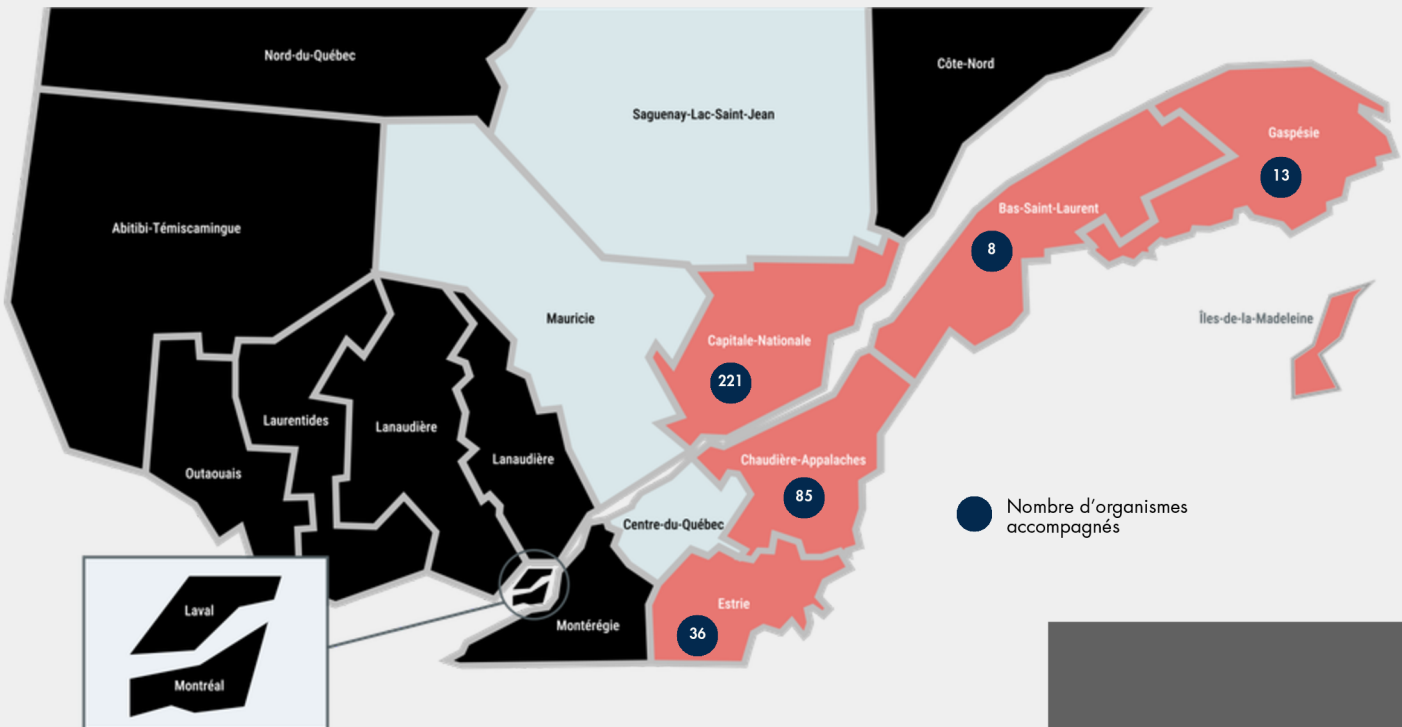 Nord-du-Québec
Côte-Nord
Saguenay-Lac-Saint-Jean
Gaspésie
13
Bas-Saint-Laurent
8
Abitibi-Témiscamingue
Mauricie
Îles-de-la-Madeleine
Capitale-Nationale
221
Laurentides
Lanaudière
Lanaudière
Outaouais
Chaudière-Appalaches
85
Centre-du-Québec
Nombre d'organismes
accompagnés
Estrie
36
Montérégie
Laval
Montréal